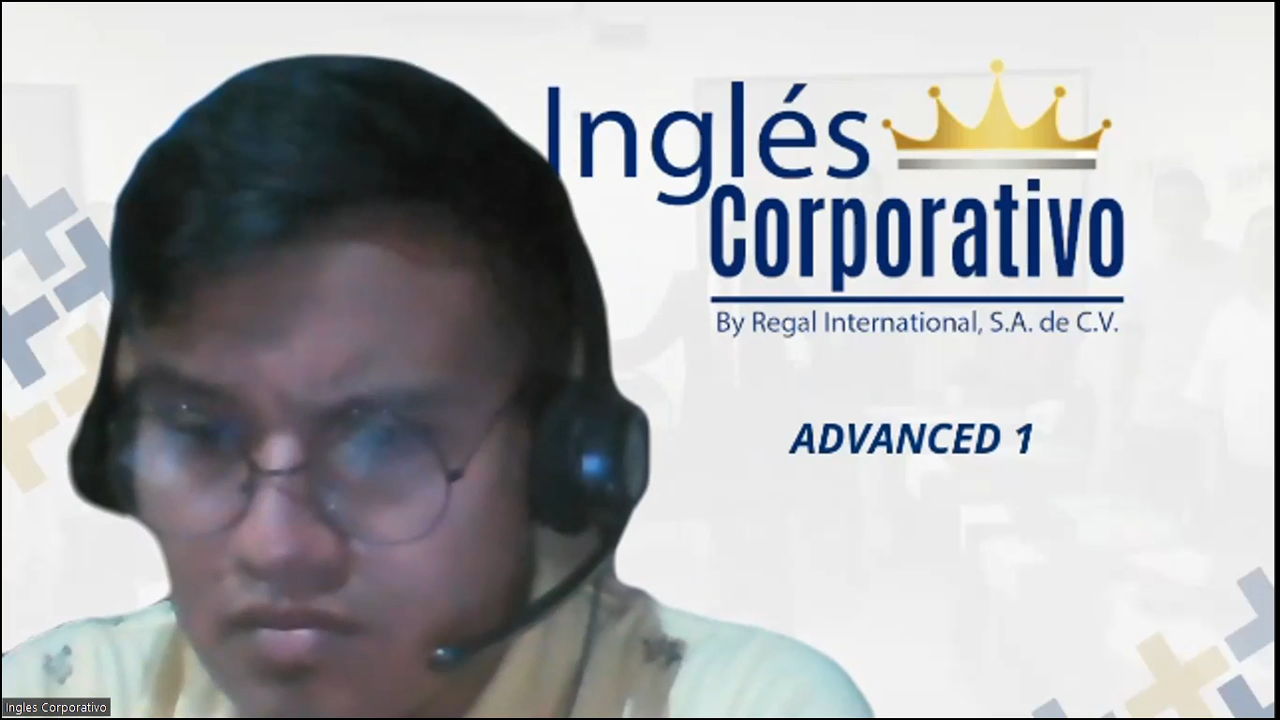 Inglés
Corporativo
By Regal International, S.A. de C.V.
ADVANCED 1
Ingles Corporativo